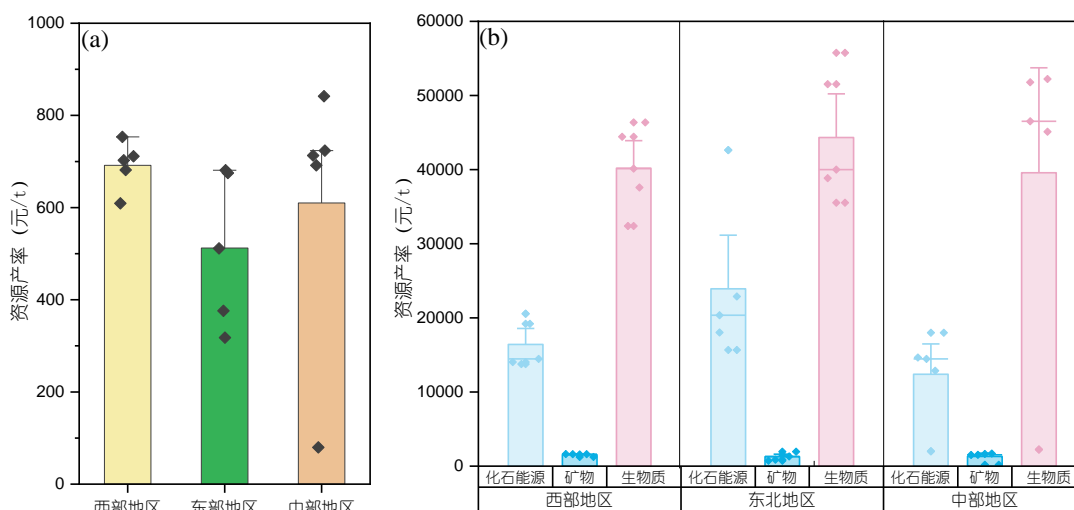 (a)
1000
800
600
400
200
0
资源产率（元/t）
西部地区 东部地区 中部地区
(b)
60000
50000
40000
30000
20000
10000
0
资源产率（元/t）
化石能源 矿物 生物质 化石能源 矿物 生物质 化石能源 矿物 生物质
西部地区 东北地区 中部地区